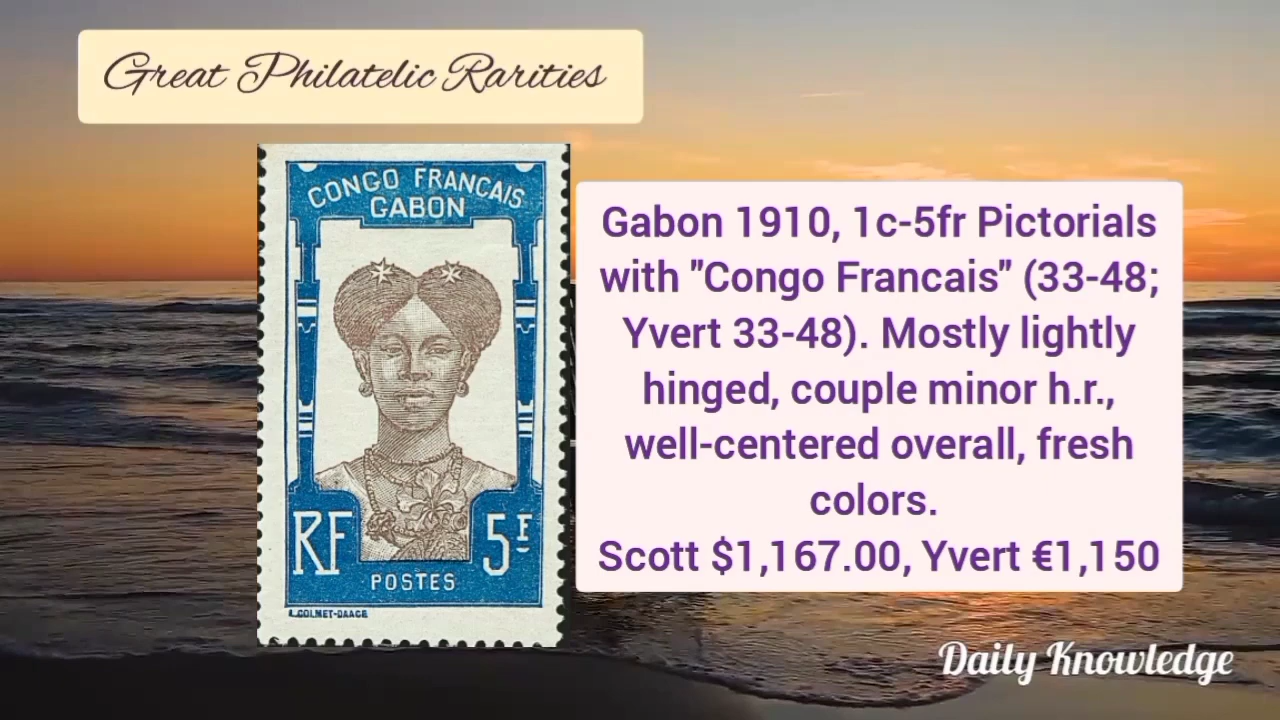 Great Philatelic Rarities
CONGO FRANCAIS
GABON
RF
5F
POSTES
L.COLMET-DAAGE
Gabon 1910, 1c-5fr Pictorials
with "Congo Francais" (33-48;
Yvert 33-48). Mostly lightly
hinged, couple minor h.r.,
well-centered overall, fresh
colors.
Scott $1,167.00, Yvert €1,150
Daily Knowledge